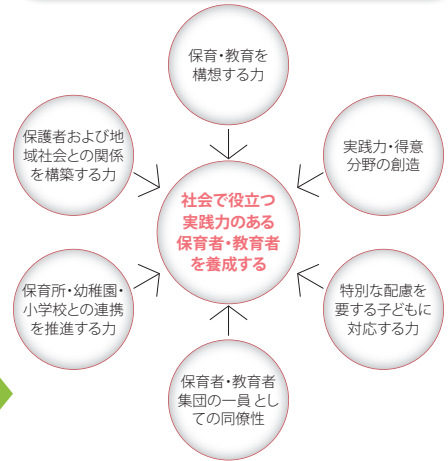 保育・教育を
構想する力
保護者および地
域社会との関係
を構築する力
実践力・得意
分野の創造
社会で役立つ
実践力のある
保育者・教育者
を養成する
保育所・幼稚園・
小学校との連携
を推進する力
特別な配慮を
要する子どもに
対応する力
保育者・教育者
集団の一員とし
ての同僚性